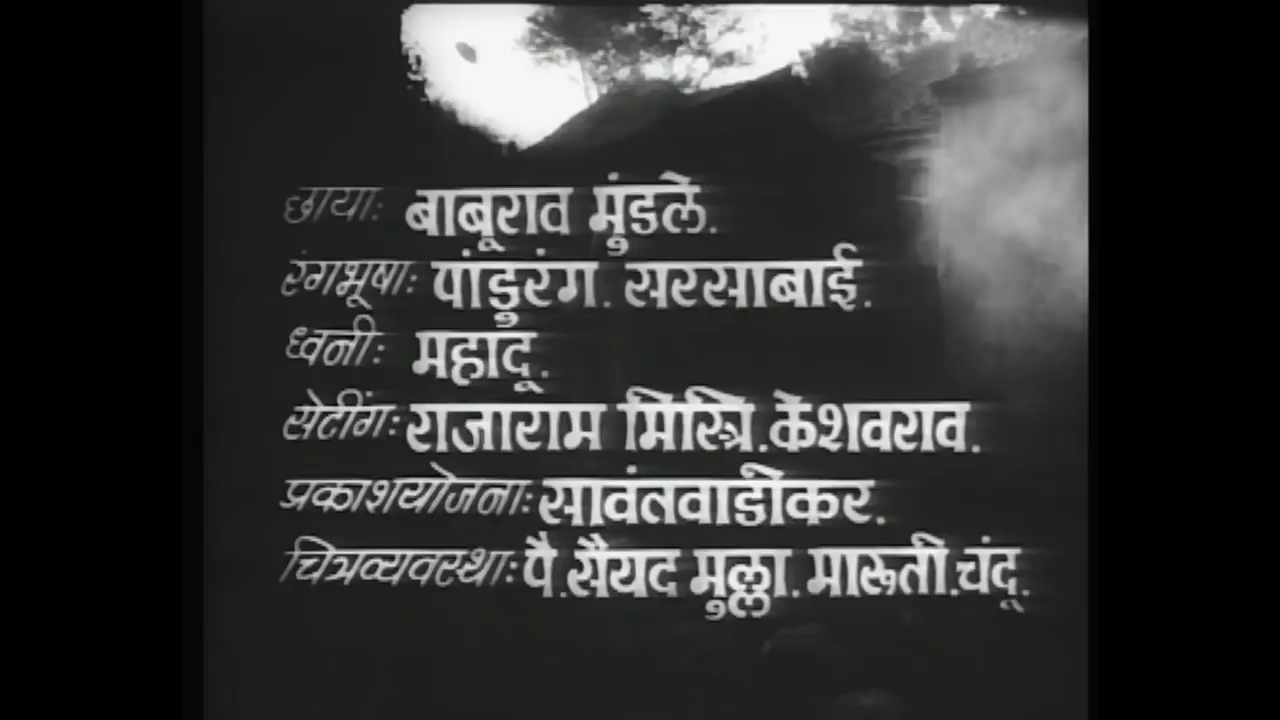 छायाः बाबूराव मुंडले.
रंगभूषाः पांडुरंग. सरसाबाई.
ध्वनीः महादू.
सेटींगः राजाराम मिस्त्रि. केशवराव.
प्रकाशयोजनाः सावंतवाडीकर.
चित्रव्यवस्थाः पै. सैयद मुल्ला. मारूती. चंदू.